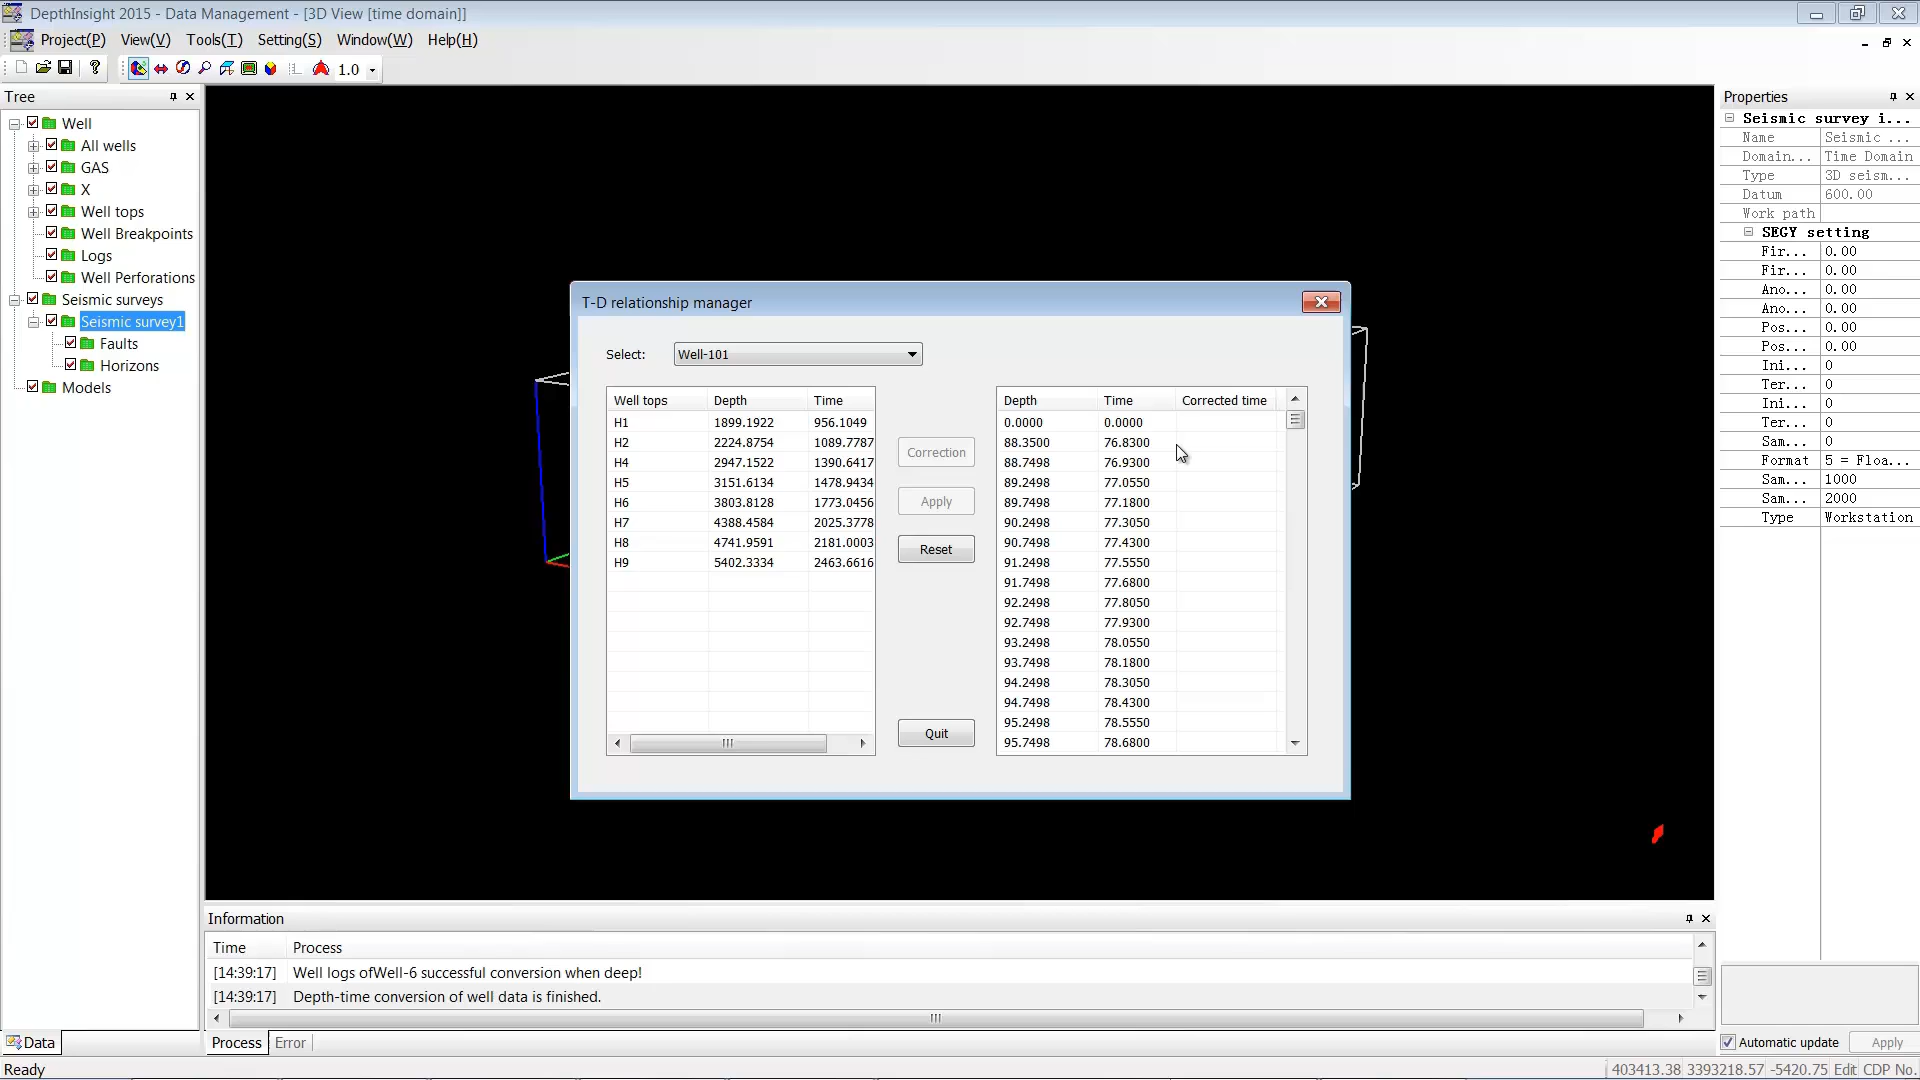 DepthInsight 2015 - Data Management - [3D View [time domain]]
Project(P) View(V) Tools(T) Setting(S) Window(W) Help(H)
1.0
Tree
Well
All wells
GAS
X
Well tops
Well Breakpoints
Logs
Well Perforations
Seismic surveys
Seismic survey1
Faults
Horizons
Models
Data
T-D relationship manager
Select: Well-101
Well tops Depth Time
H1 1899.1922 956.1049
H2 2224.8754 1089.7787
H4 2947.1522 1390.6417
H5 3151.6134 1478.9434
H6 3803.8128 1773.0456
H7 4388.4584 2025.3778
H8 4741.9591 2181.0003
H9 5402.3334 2463.6616
Correction
Apply
Reset
Quit
Depth Time Corrected time
0.0000 0.0000
88.3500 76.8300
88.7498 76.9300
89.2498 77.0550
89.7498 77.1800
90.2498 77.3050
90.7498 77.4300
91.2498 77.5550
91.7498 77.6800
92.2498 77.8050
92.7498 77.9300
93.2498 78.0550
93.7498 78.1800
94.2498 78.3050
94.7498 78.4300
95.2498 78.5550
95.7498 78.6800
Properties
Seismic survey i...
Name Seismic ...
Domain... Time Domain
Type 3D seism...
Datum 600.00
Work path
SEGY setting
Fir... 0.00
Fir... 0.00
Ano... 0.00
Ano... 0.00
Pos... 0.00
Pos... 0.00
Ini... 0
Ter... 0
Ini... 0
Ter... 0
Sam... 0
Format 5 = Floa...
Sam... 1000
Sam... 2000
Type Workstation
Automatic update Apply
Information
Time Process
[14:39:17] Well logs ofWell-6 successful conversion when deep!
[14:39:17] Depth-time conversion of well data is finished.
Process Error
Ready
403413.38 3393218.57 -5420.75 Edit CDP No.